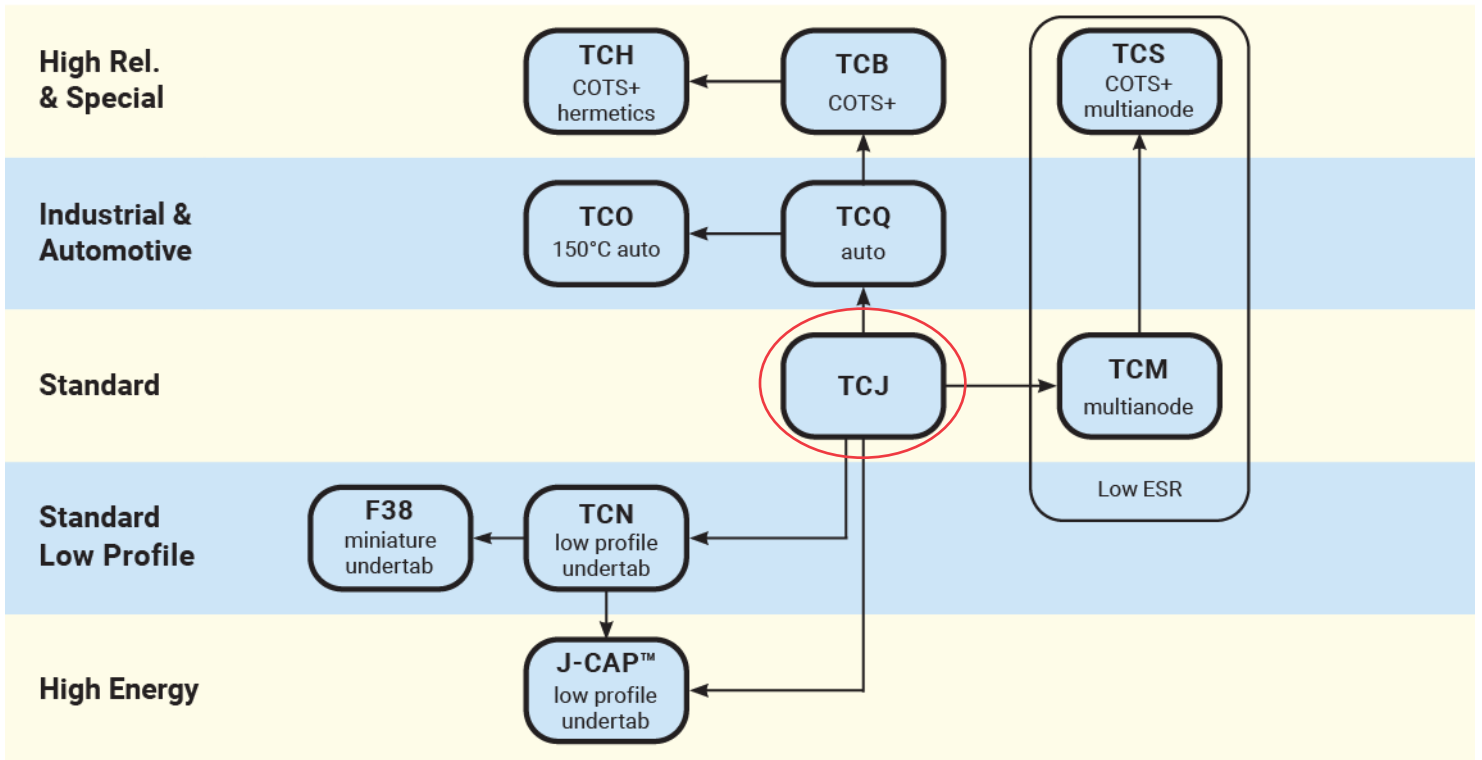 High Rel.
& Special
TCH
COTS+
hermetics
TCB
COTS+
TCS
COTS+
multianode
Industrial &
Automotive
TCO
150°C auto
TCQ
auto
Standard
TCJ
TCM
multianode
Low ESR
Standard
Low Profile
F38
miniature
undertab
TCN
low profile
undertab
High Energy
J-CAP™
low profile
undertab